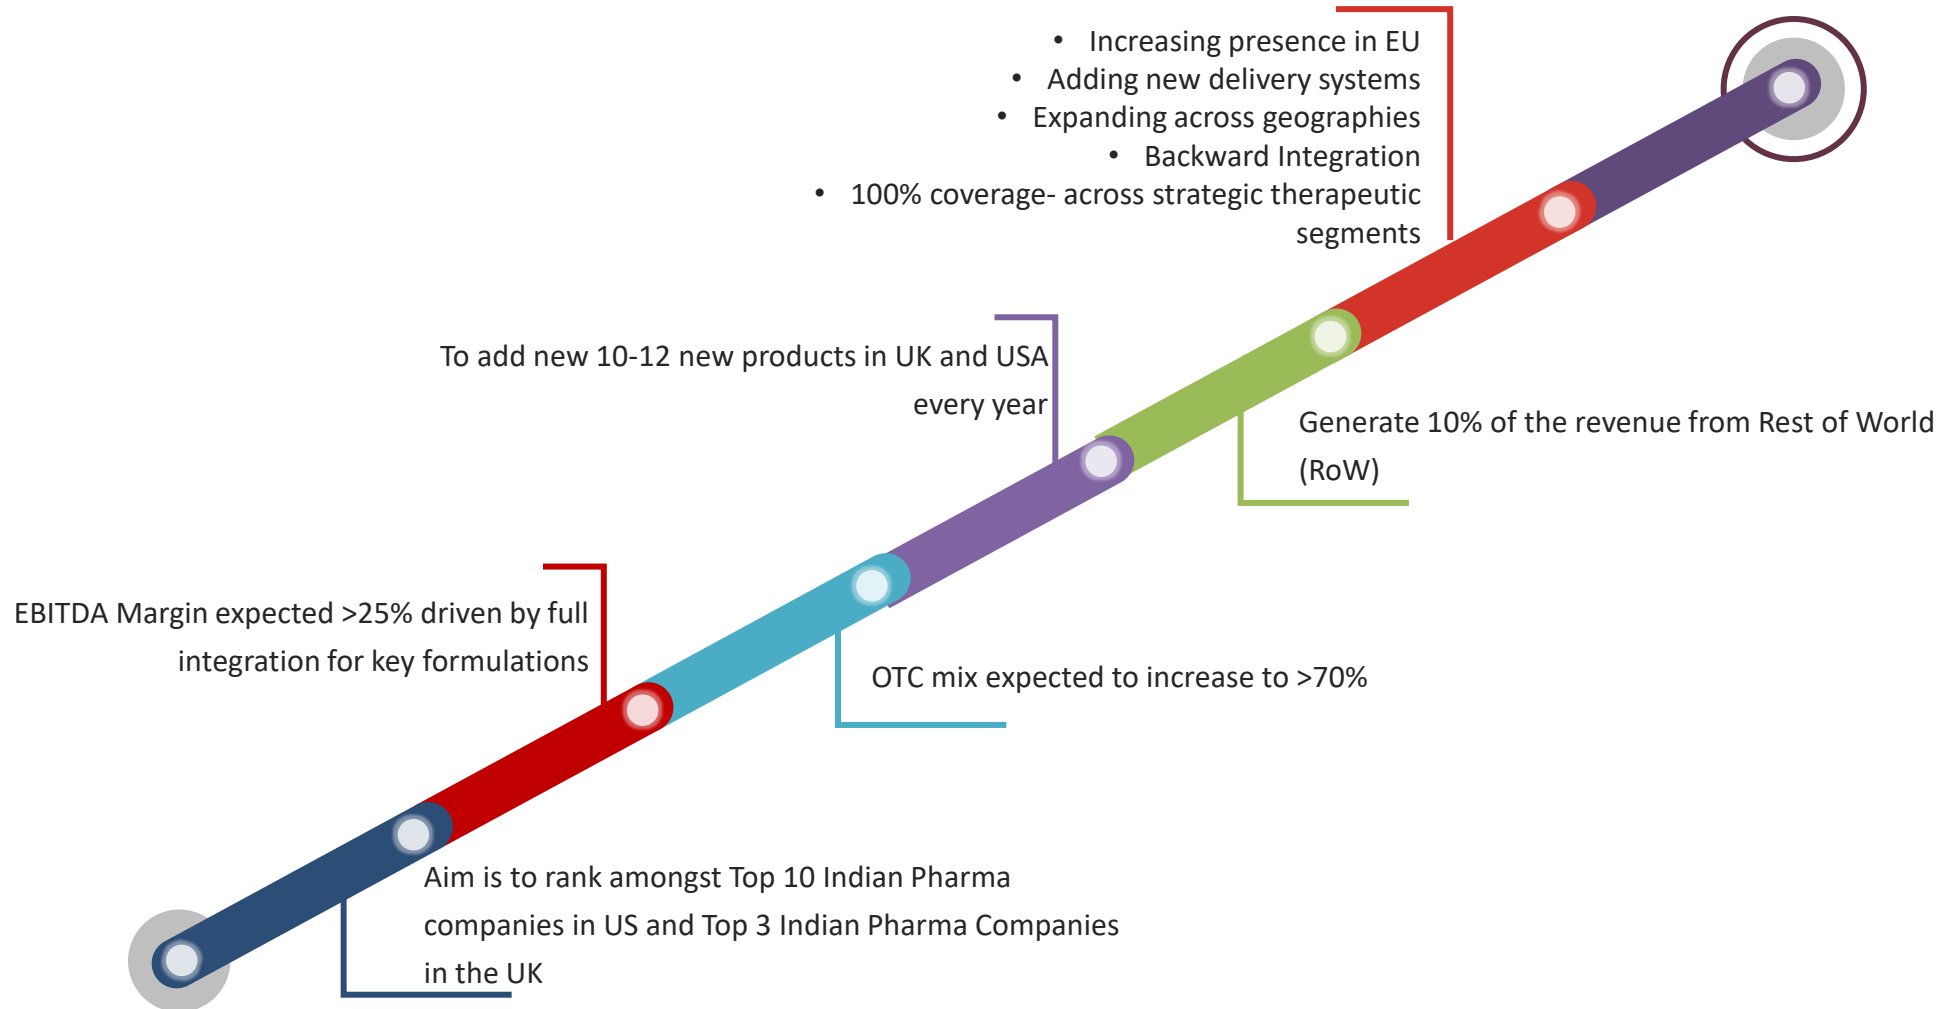 • Increasing presence in EU
• Adding new delivery systems
• Expanding across geographies
• Backward Integration
• 100% coverage- across strategic therapeutic
segments
To add new 10-12 new products in UK and USA
every year
Generate 10% of the revenue from Rest of World
(RoW)
EBITDA Margin expected >25% driven by full
integration for key formulations
OTC mix expected to increase to >70%
Aim is to rank amongst Top 10 Indian Pharma
companies in US and Top 3 Indian Pharma Companies
in the UK